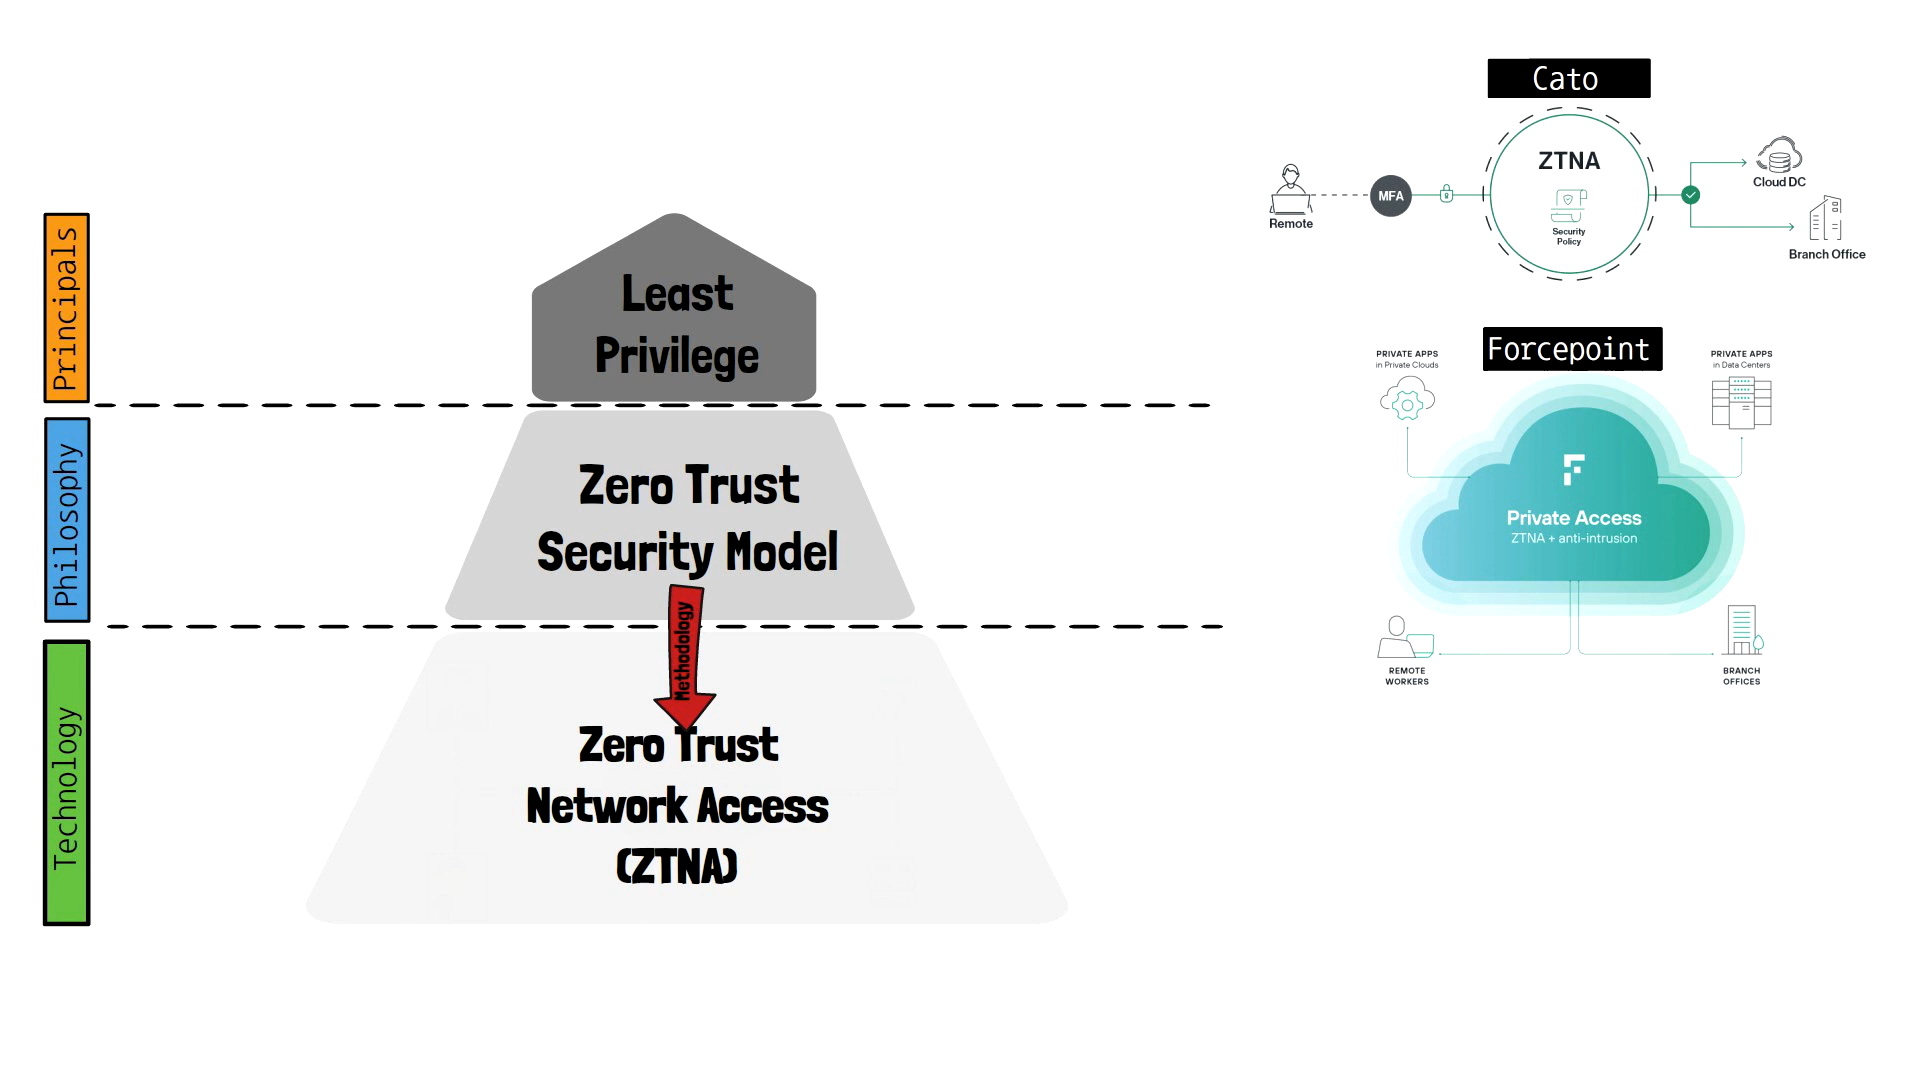 Principals
Least
Privilege
Philosophy
Zero Trust
Security Model
Methodology
Technology
Zero Trust
Network Access
(ZTNA)
Cato
ZTNA
Security
Policy
MFA
Remote
Cloud DC
Branch Office
Forcepoint
PRIVATE APPS
in Private Clouds
PRIVATE APPS
in Data Centers
Private Access
ZTNA + anti-intrusion
REMOTE
WORKERS
BRANCH
OFFICES